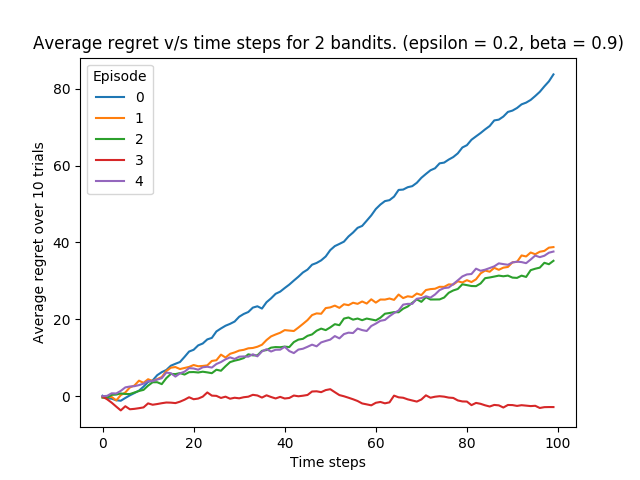 Average regret v/s time steps for 2 bandits. (epsilon = 0.2, beta = 0.9)
Episode
0
1
2
3
4
80
60
40
20
0
Average regret over 10 trials
0 20 40 60 80 100
Time steps